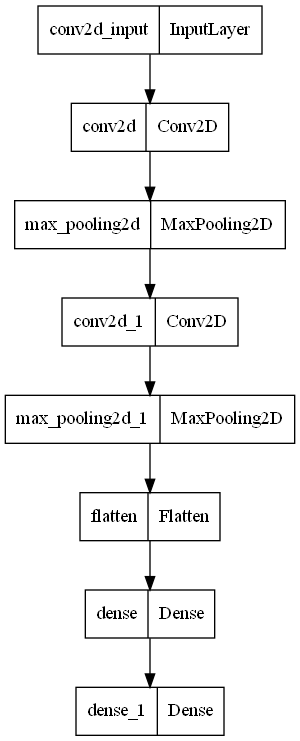 conv2d_input InputLayer
conv2d Conv2D
max_pooling2d MaxPooling2D
conv2d_1 Conv2D
max_pooling2d_1 MaxPooling2D
flatten Flatten
dense Dense
dense_1 Dense